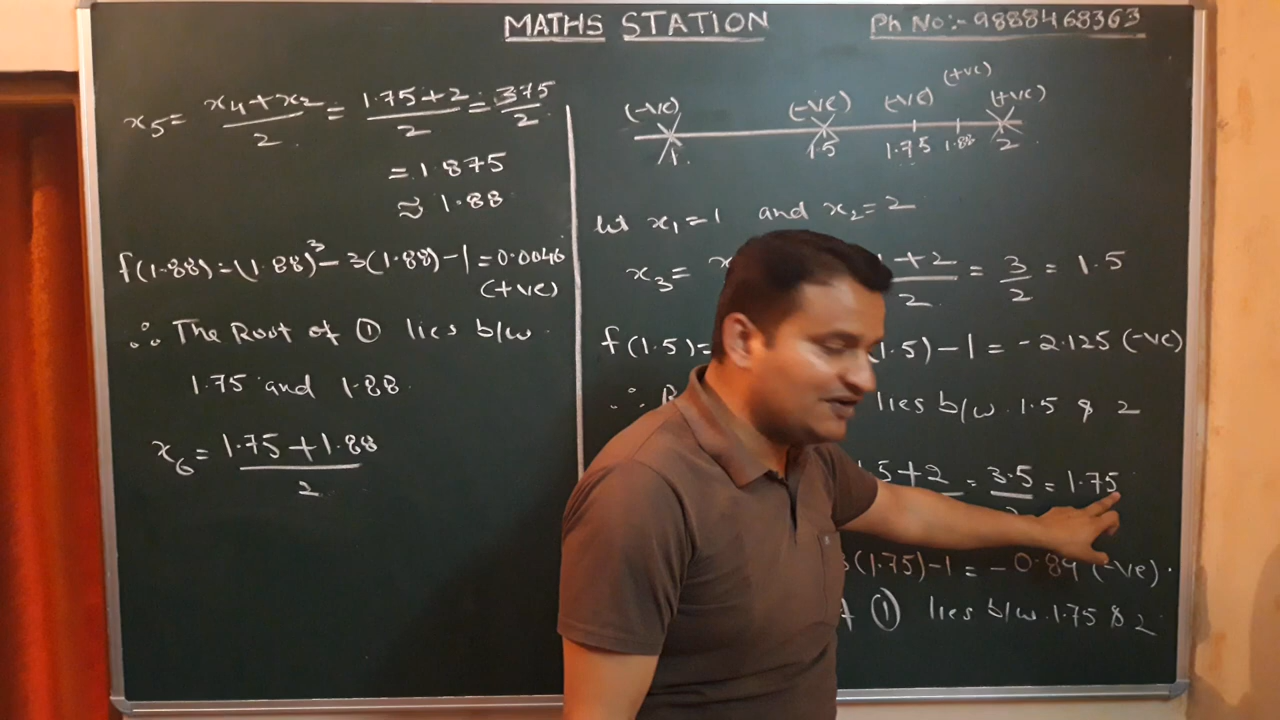 MATHS STATION
Ph No:- 9888468363
x₅ = x₄+x₂/2 = 1.75+2/2 = 3.75/2
= 1.875
≈ 1.88
f(1.88) = (1.88)³ - 3(1.88) - 1 = 0.0046
(+ve)
∴ The Root of ① lies b/w
1.75 and 1.88.
x₆ = 1.75+1.88/2
(-ve) (-ve) (-ve) (+ve) (+ve)
1 1.5 1.75 1.88 2
let x₁=1 and x₂=2
x₃ = +2/2 = 3/2 = 1.5
f(1.5)= (1.5)-1 = -2.125 (-ve)
∴ lies b/w 1.5 & 2
5+2 = 3.5 = 1.75
(1.75)-1 = -0.89 (-ve).
① lies b/w 1.75 & 2